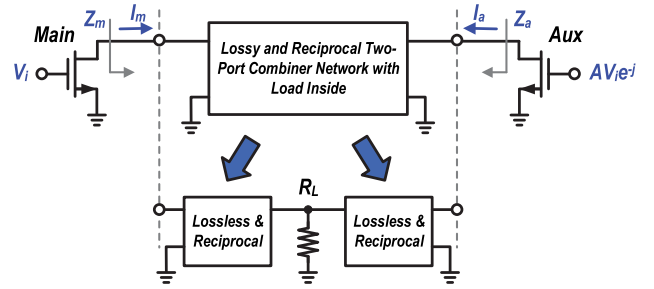 Main
Zm
Im
Ia
Za
Aux
Vi
Lossy and Reciprocal Two-
Port Combiner Network with
Load Inside
AVie-j
RL
Lossless &
Reciprocal
Lossless &
Reciprocal